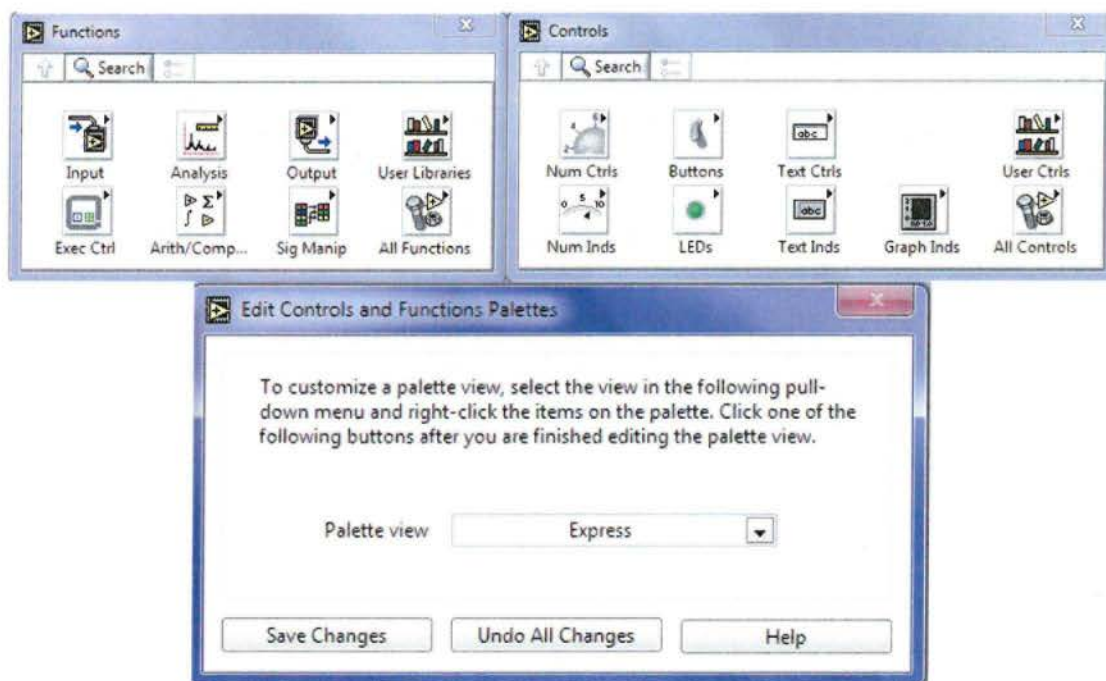 Functions
Search
Input Analysis Output User Libraries
Exec Ctrl Arith/Comp... Sig Manip All Functions
Controls
Search
Num Ctrls Buttons Text Ctrls User Ctrls
Num Inds LEDs Text Inds Graph Inds All Controls
Edit Controls and Functions Palettes
To customize a palette view, select the view in the following pull-
down menu and right-click the items on the palette. Click one of the
following buttons after you are finished editing the palette view.
Palette view Express
Save Changes Undo All Changes Help